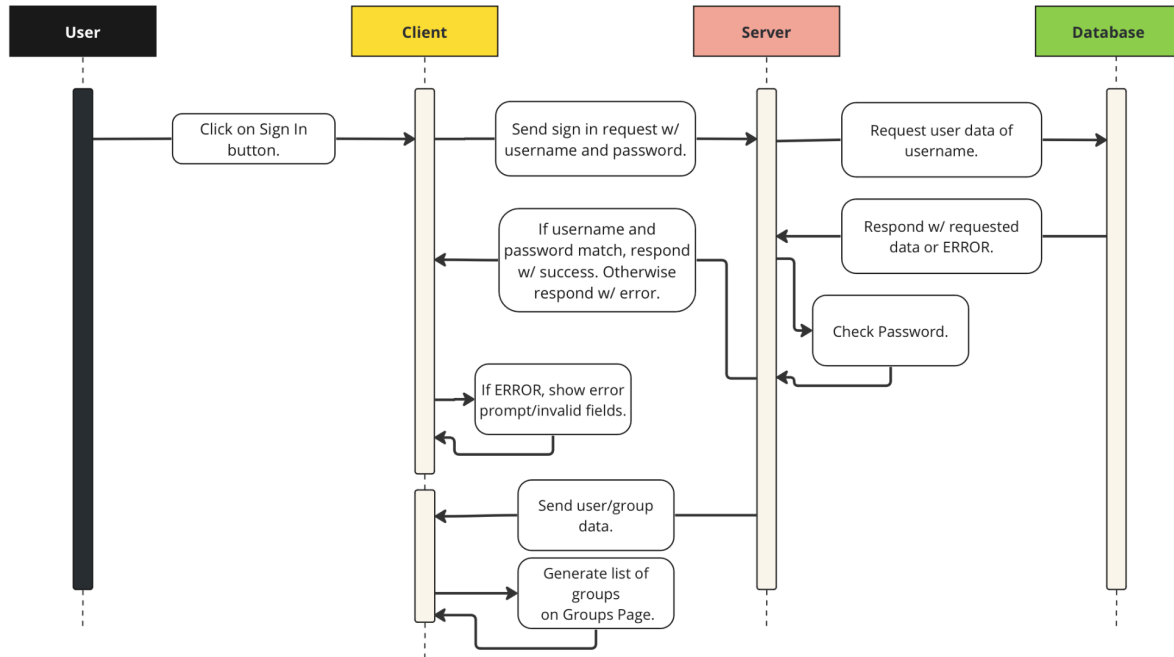 User
Client
Server
Database
Click on Sign In
button.
Send sign in request w/
username and password.
Request user data of
username.
If username and
password match, respond
w/ success. Otherwise
respond w/ error.
Respond w/ requested
data or ERROR.
Check Password.
If ERROR, show error
prompt/invalid fields.
Send user/group
data.
Generate list of
groups
on Groups Page.